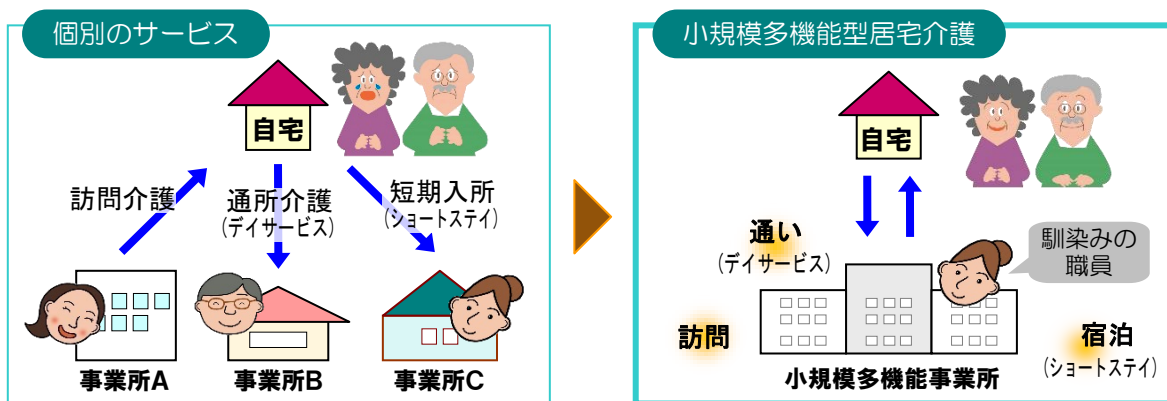 個別のサービス
自宅
訪問介護
通所介護
(デイサービス)
短期入所
(ショートステイ)
事業所A
事業所B
事業所C
小規模多機能型居宅介護
自宅
通い
(デイサービス)
馴染みの
職員
訪問
宿泊
(ショートステイ)
小規模多機能事業所